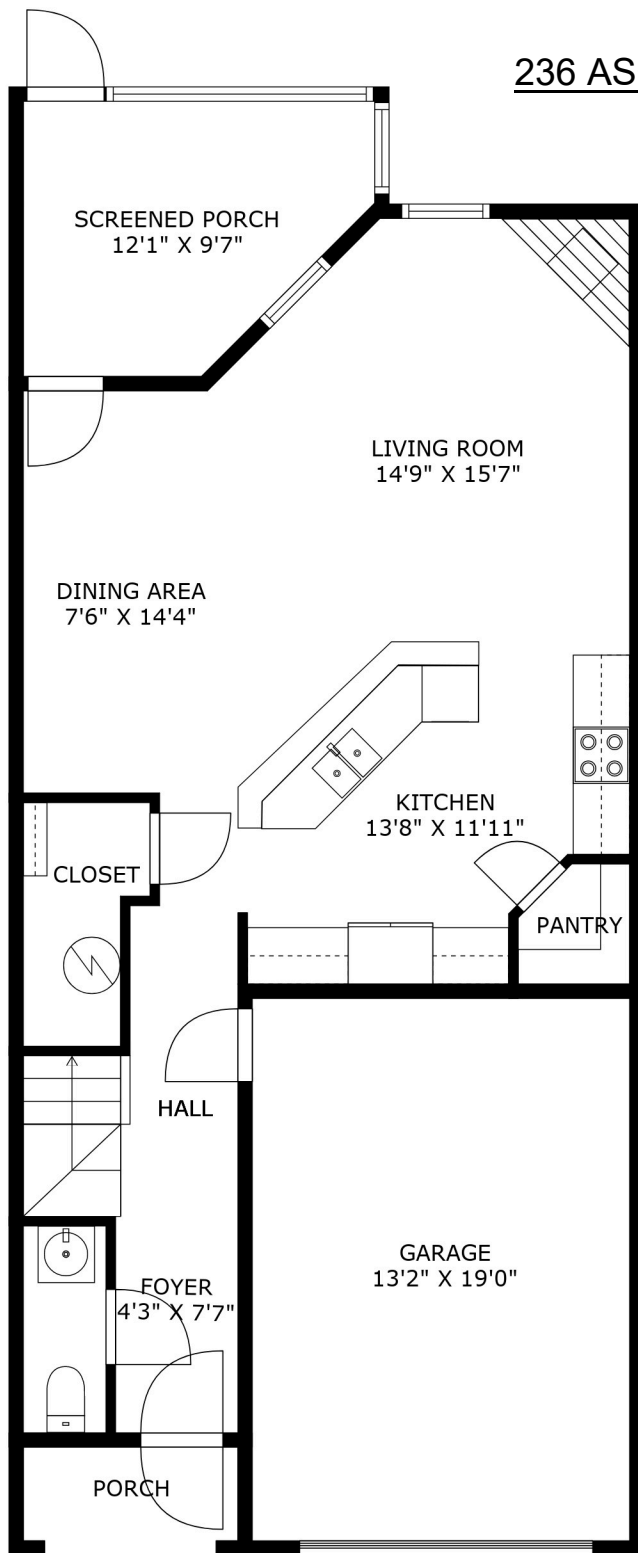 236 AS
SCREENED PORCH
12'1" X 9'7"
LIVING ROOM
14'9" X 15'7"
DINING AREA
7'6" X 14'4"
KITCHEN
13'8" X 11'11"
CLOSET
PANTRY
HALL
GARAGE
13'2" X 19'0"
FOYER
4'3" X 7'7"
PORCH